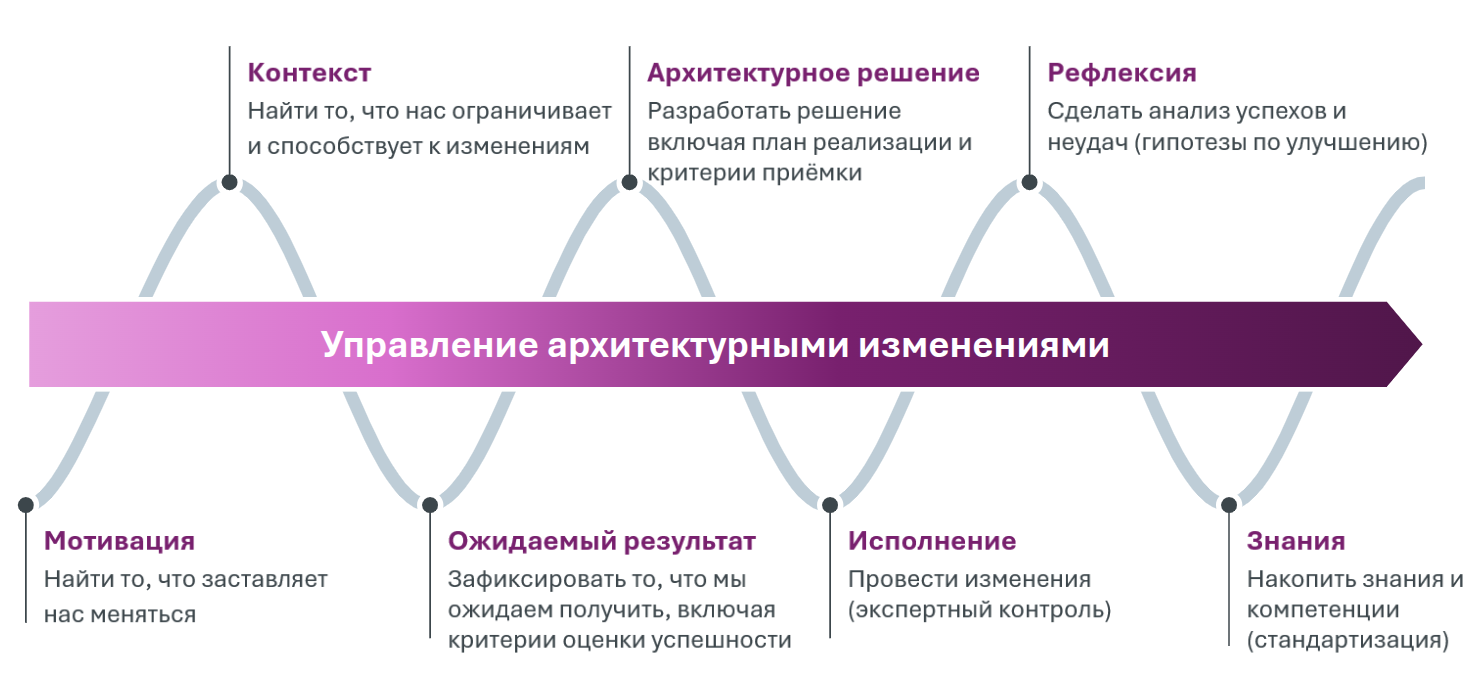 Контекст
Найти то, что нас ограничивает
и способствует к изменениям
Архитектурное решение
Разработать решение
включая план реализации и
критерии приёмки
Рефлексия
Сделать анализ успехов и
неудач (гипотезы по улучшению)
Управление архитектурными изменениями
Мотивация
Найти то, что заставляет
нас меняться
Ожидаемый результат
Зафиксировать то, что мы
ожидаем получить, включая
критерии оценки успешности
Исполнение
Провести изменения
(экспертный контроль)
Знания
Накопить знания и
компетенции
(стандартизация)